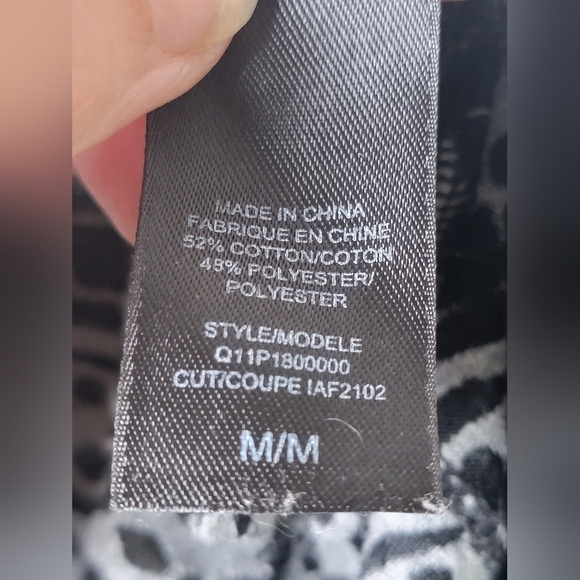 MADE IN CHINA
FABRIQUE EN CHINE
52% COTTON/COTON
48% POLYESTER/
POLYESTER
STYLE/MODELE
Q11P1800000
CUT/COUPE IAF2102
M/M